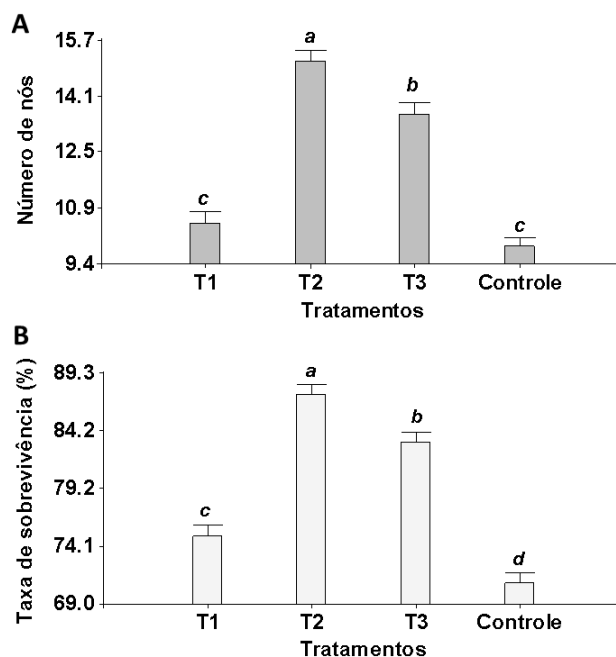 A
Número de nós
15.7
14.1
12.5
10.9
9.4
c
a
b
c
T1 T2 T3 Controle
Tratamentos
B
Taxa de sobrevivência (%)
89.3
84.2
79.2
74.1
69.0
c
a
b
d
T1 T2 T3 Controle
Tratamentos